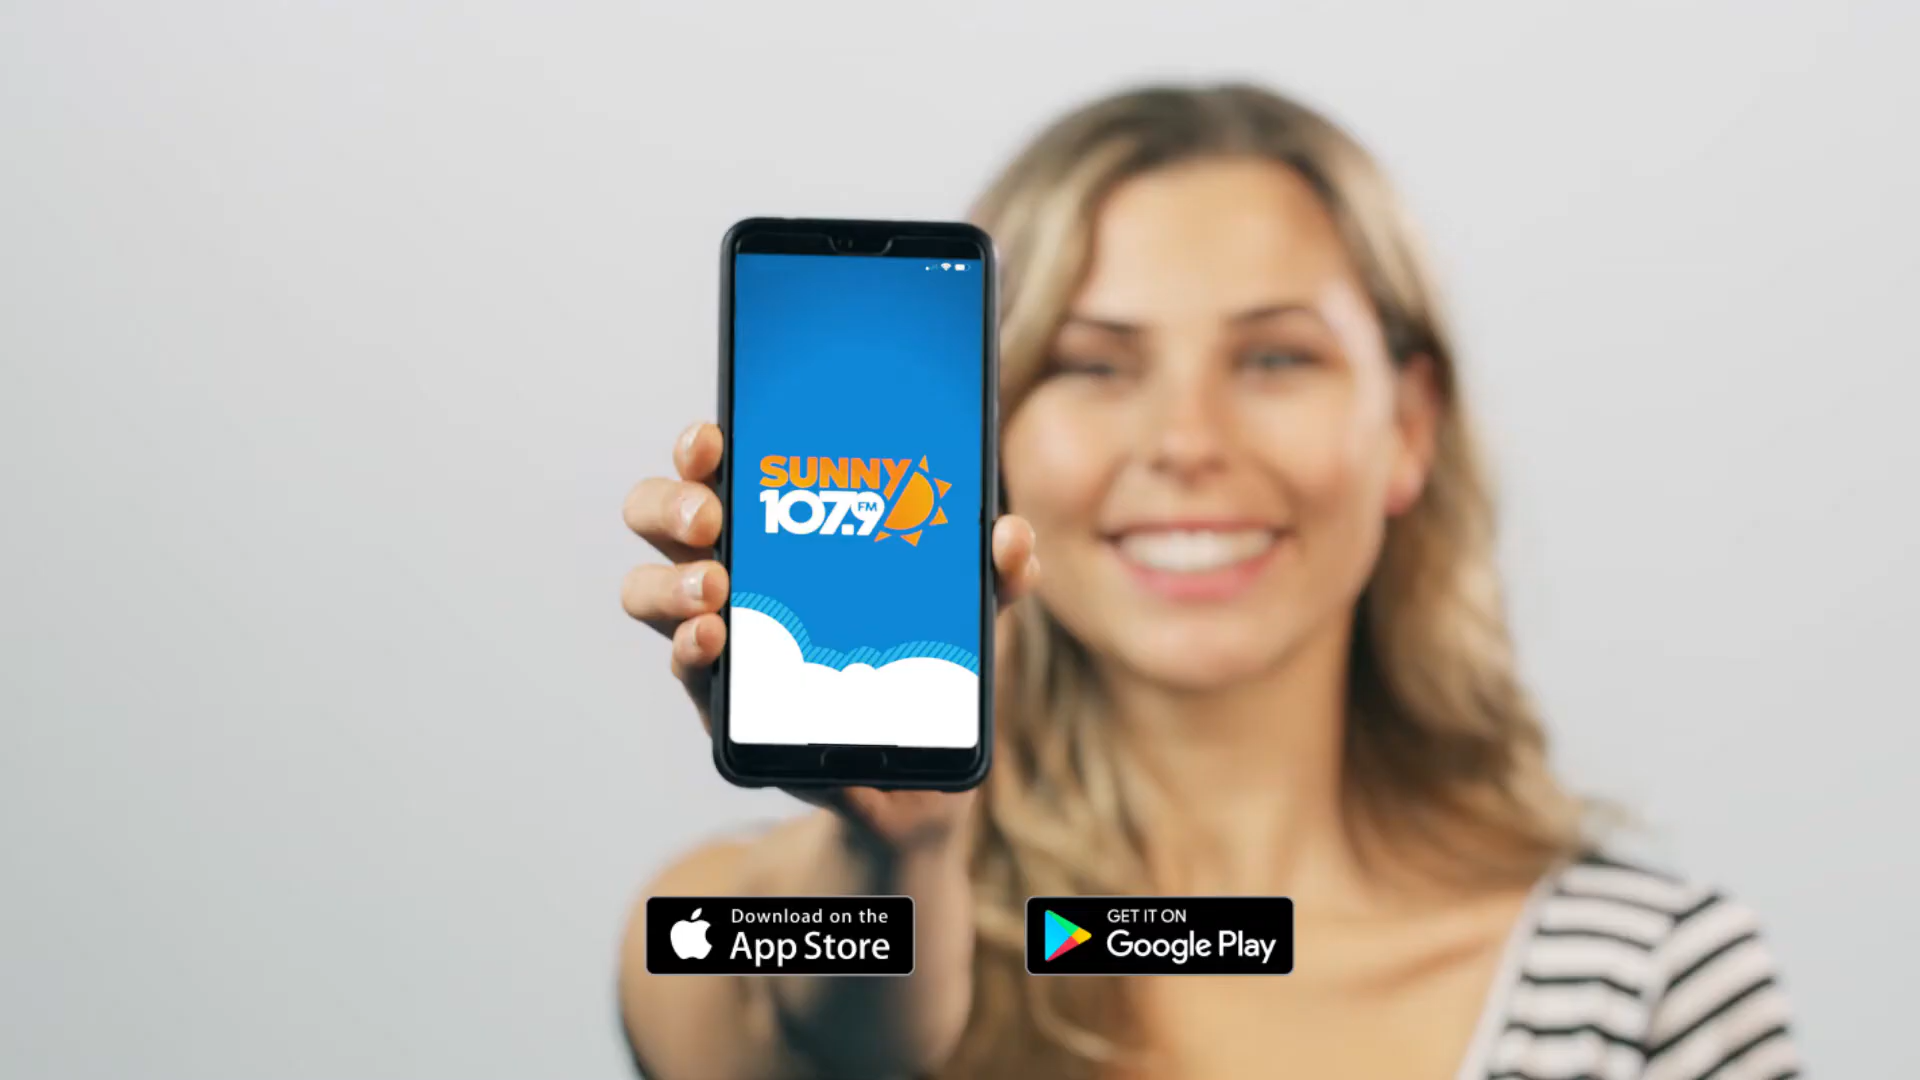 SUNNY
107.9 FM
Download on the
App Store
GET IT ON
Google Play